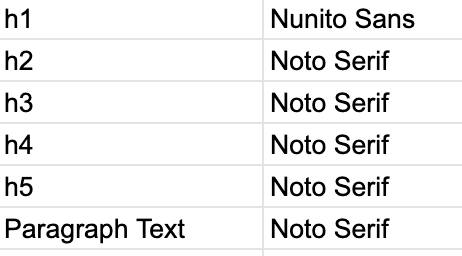 h1 Nunito Sans
h2 Noto Serif
h3 Noto Serif
h4 Noto Serif
h5 Noto Serif
Paragraph Text Noto Serif